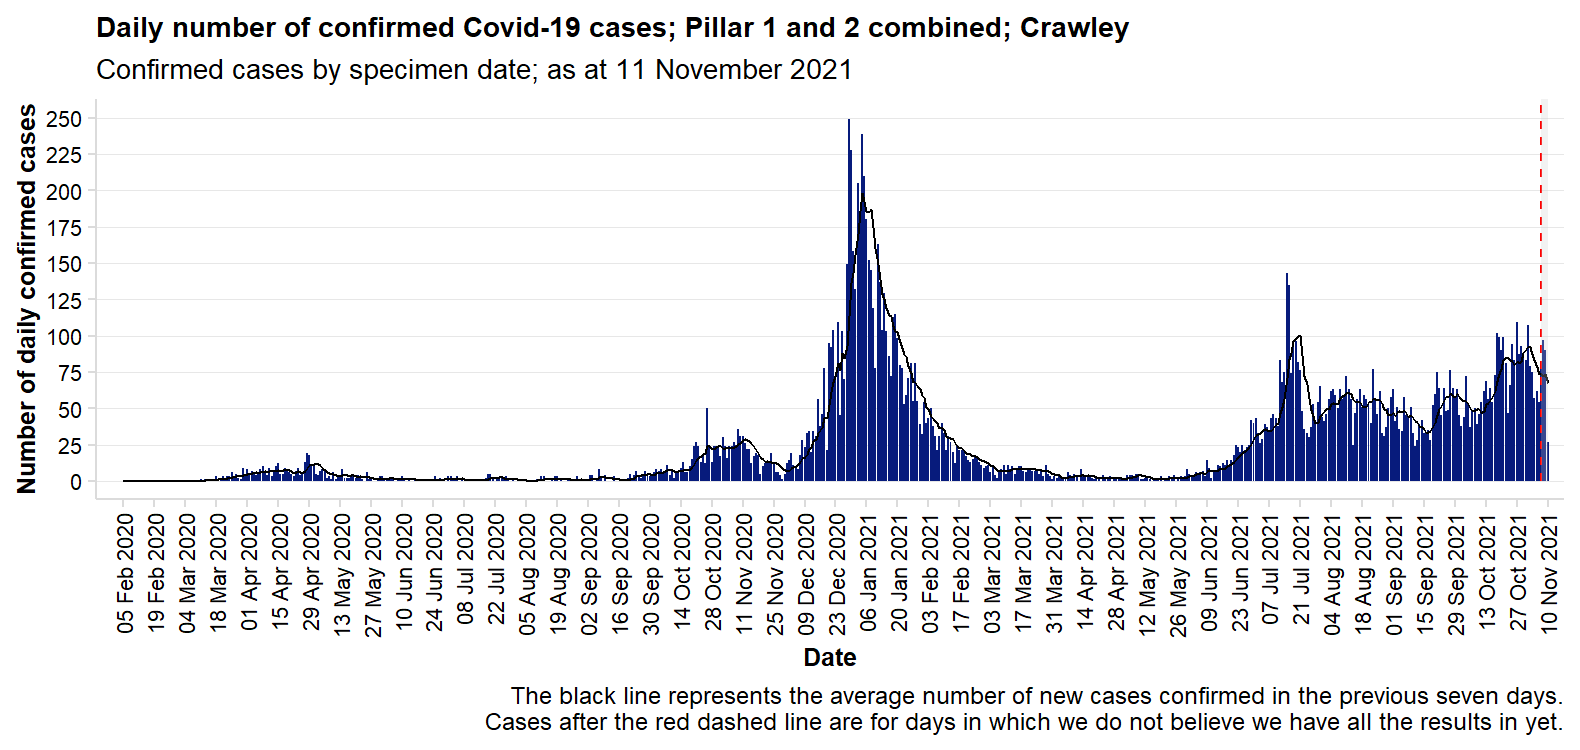 Daily number of confirmed Covid-19 cases; Pillar 1 and 2 combined; Crawley
Confirmed cases by specimen date; as at 11 November 2021
Number of daily confirmed cases
250
225
200
175
150
125
100
75
50
25
0
05 Feb 2020
19 Feb 2020
04 Mar 2020
18 Mar 2020
01 Apr 2020
15 Apr 2020
29 Apr 2020
13 May 2020
27 May 2020
10 Jun 2020
24 Jun 2020
08 Jul 2020
22 Jul 2020
05 Aug 2020
19 Aug 2020
02 Sep 2020
16 Sep 2020
30 Sep 2020
14 Oct 2020
28 Oct 2020
11 Nov 2020
25 Nov 2020
09 Dec 2020
23 Dec 2020
06 Jan 2021
20 Jan 2021
03 Feb 2021
17 Feb 2021
03 Mar 2021
17 Mar 2021
31 Mar 2021
14 Apr 2021
28 Apr 2021
12 May 2021
26 May 2021
09 Jun 2021
23 Jun 2021
07 Jul 2021
21 Jul 2021
04 Aug 2021
18 Aug 2021
01 Sep 2021
15 Sep 2021
29 Sep 2021
13 Oct 2021
27 Oct 2021
10 Nov 2021
Date
The black line represents the average number of new cases confirmed in the previous seven days.
Cases after the red dashed line are for days in which we do not believe we have all the results in yet.